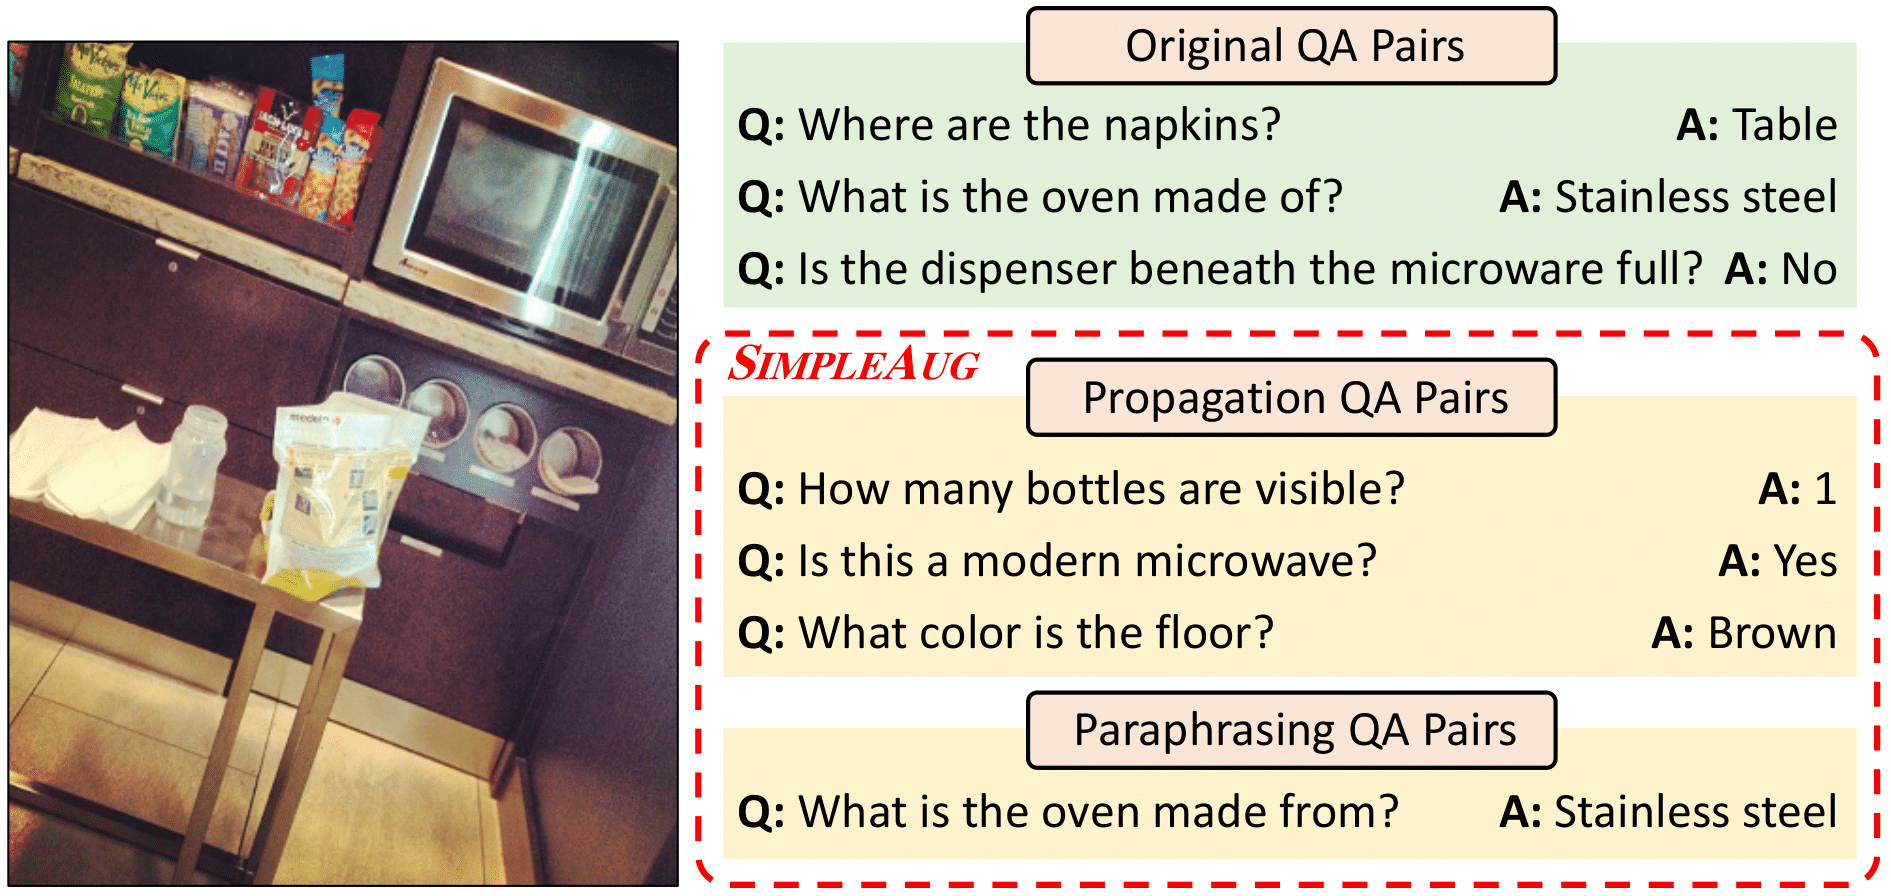 Original QA Pairs
Q: Where are the napkins? A: Table
Q: What is the oven made of? A: Stainless steel
Q: Is the dispenser beneath the microware full? A: No
SIMPLEAUG
Propagation QA Pairs
Q: How many bottles are visible? A: 1
Q: Is this a modern microwave? A: Yes
Q: What color is the floor? A: Brown
Paraphrasing QA Pairs
Q: What is the oven made from? A: Stainless steel
medela